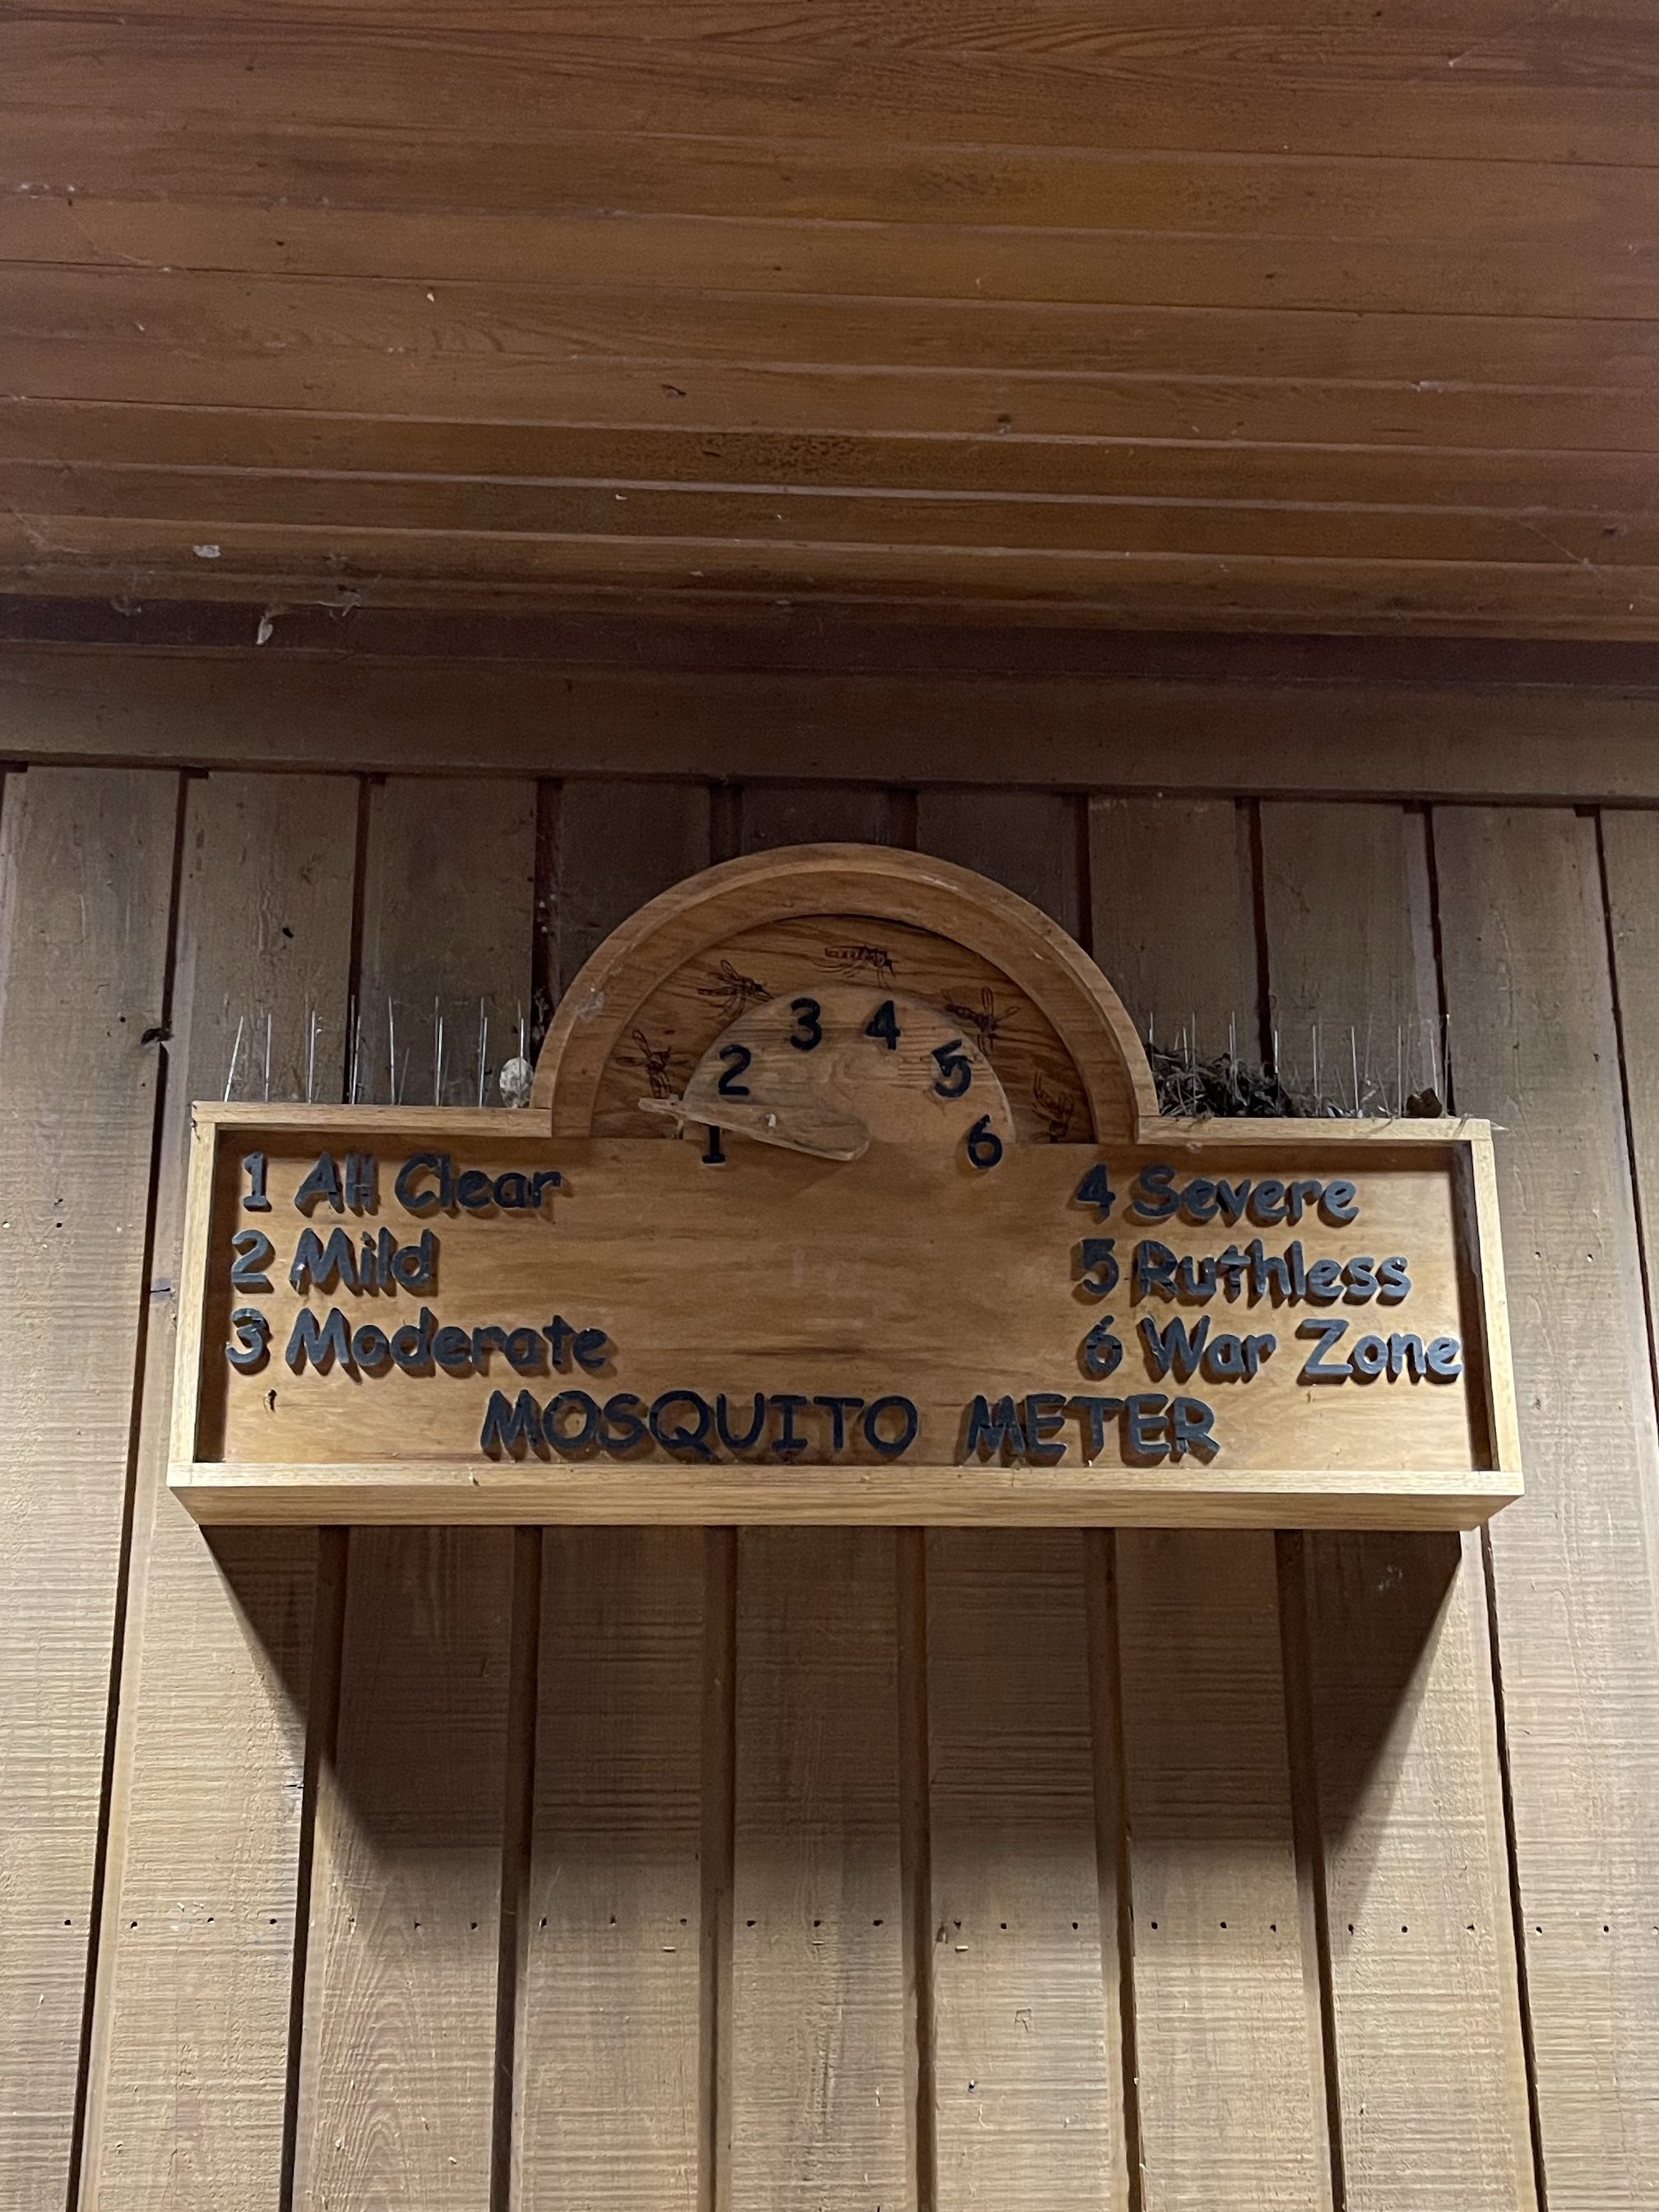 1
2
3
4
5
6
1 All Clear
2 Mild
3 Moderate
4 Severe
5 Ruthless
6 War Zone
MOSQUITO METER